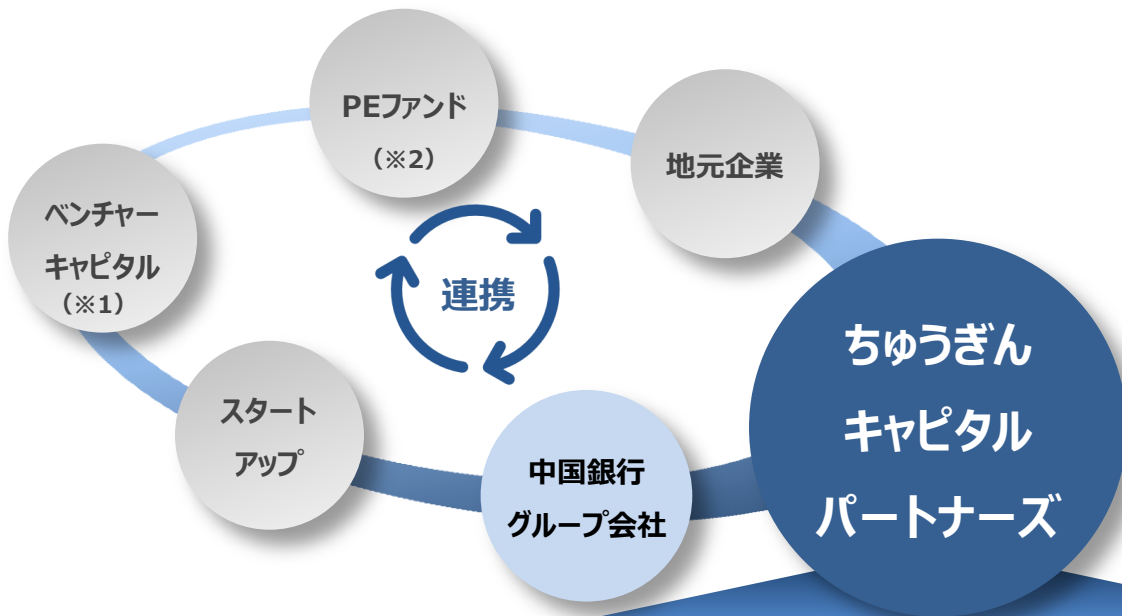 PEファンド
（※2）
地元企業
ベンチャー
キャピタル
（※1）
連携
ちゅうぎん
キャピタル
パートナーズ
スタート
アップ
中国銀行
グループ会社